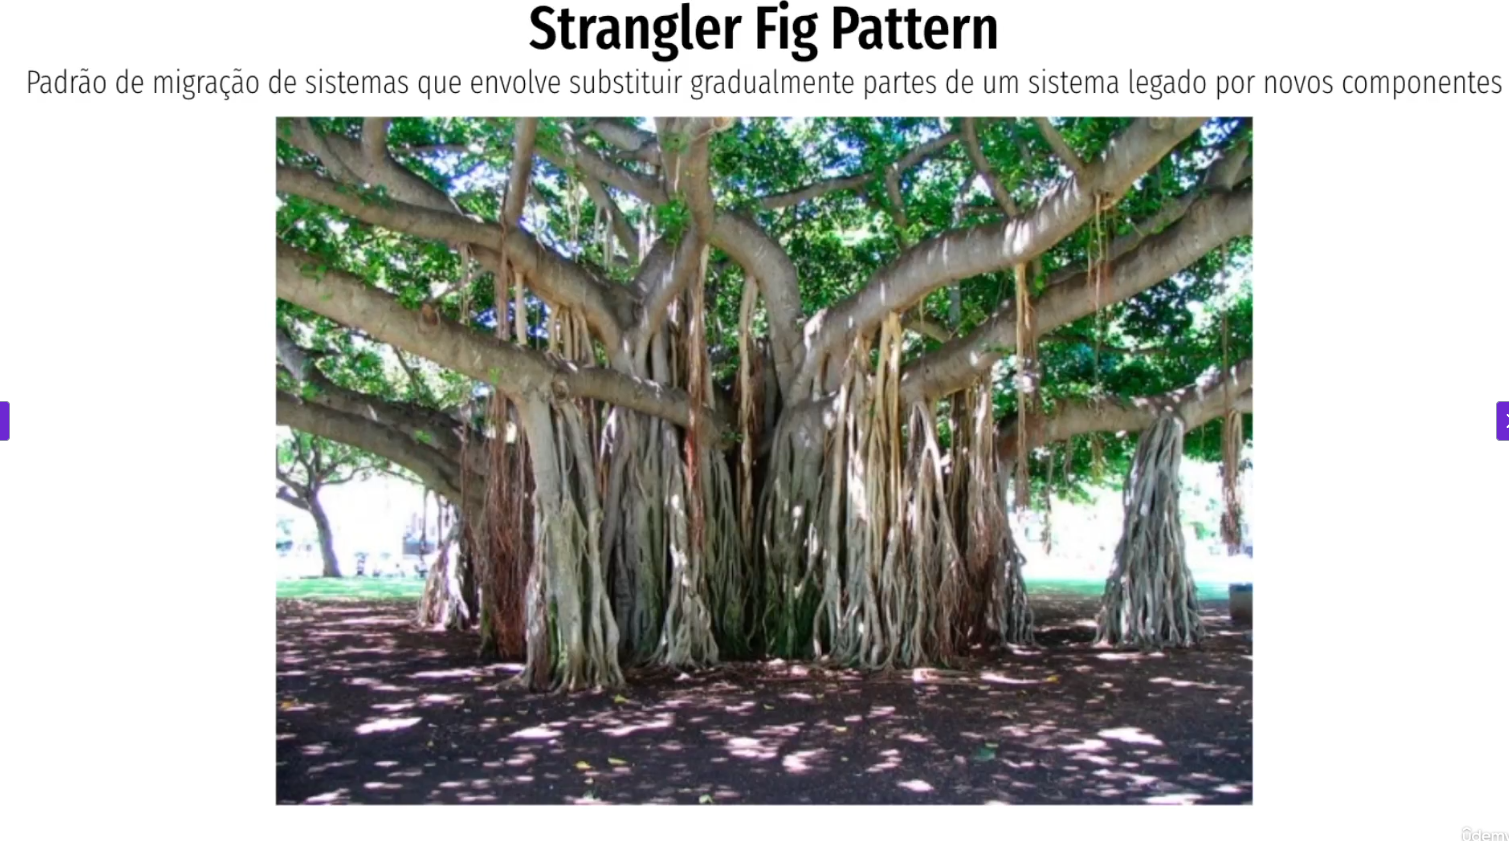 Strangler Fig Pattern
Padrão de migração de sistemas que envolve substituir gradualmente partes de um sistema legado por novos componentes
ûdemy